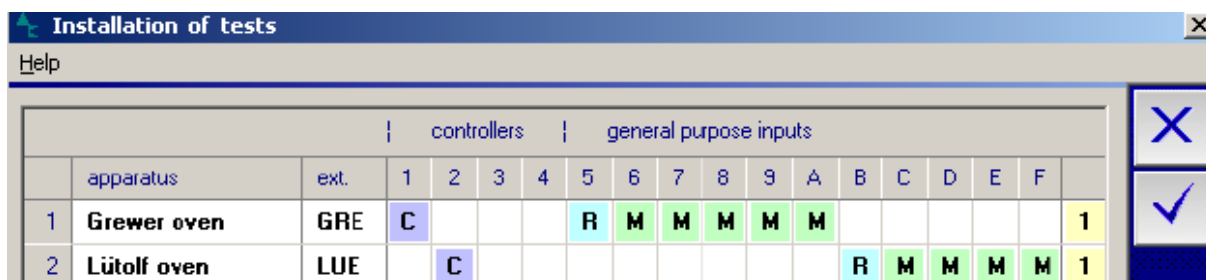 Installation of tests
Help
¦ controllers ¦ general purpose inputs
apparatus ext. 1 2 3 4 5 6 7 8 9 A B C D E F
1 Grewer oven GRE C R M M M M M 1
2 Lütolf oven LUE C R M M M M 1